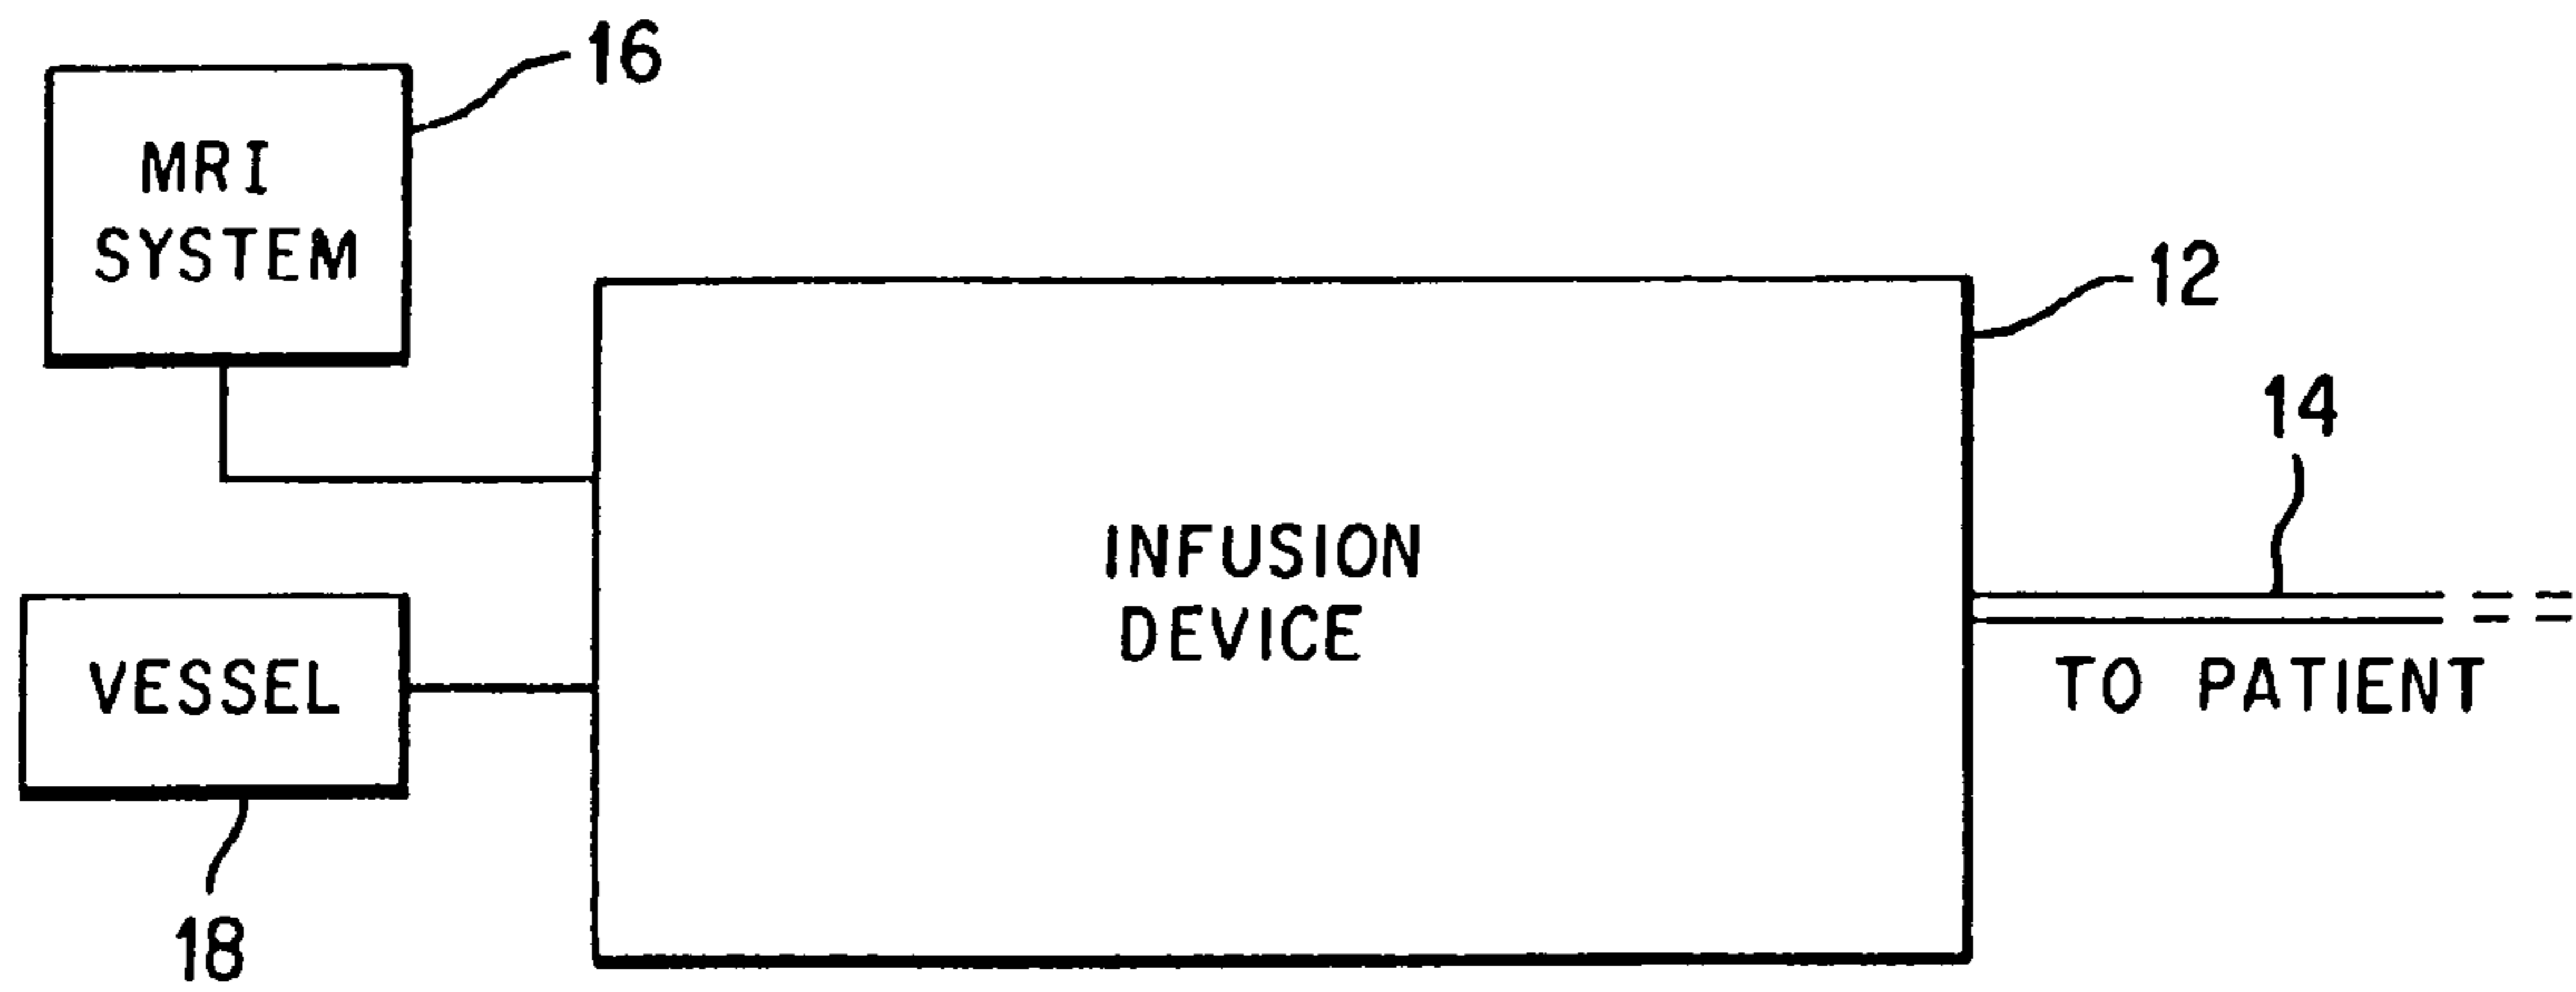 16
MRI
SYSTEM
12
14
INFUSION
DEVICE
VESSEL
TO PATIENT
18